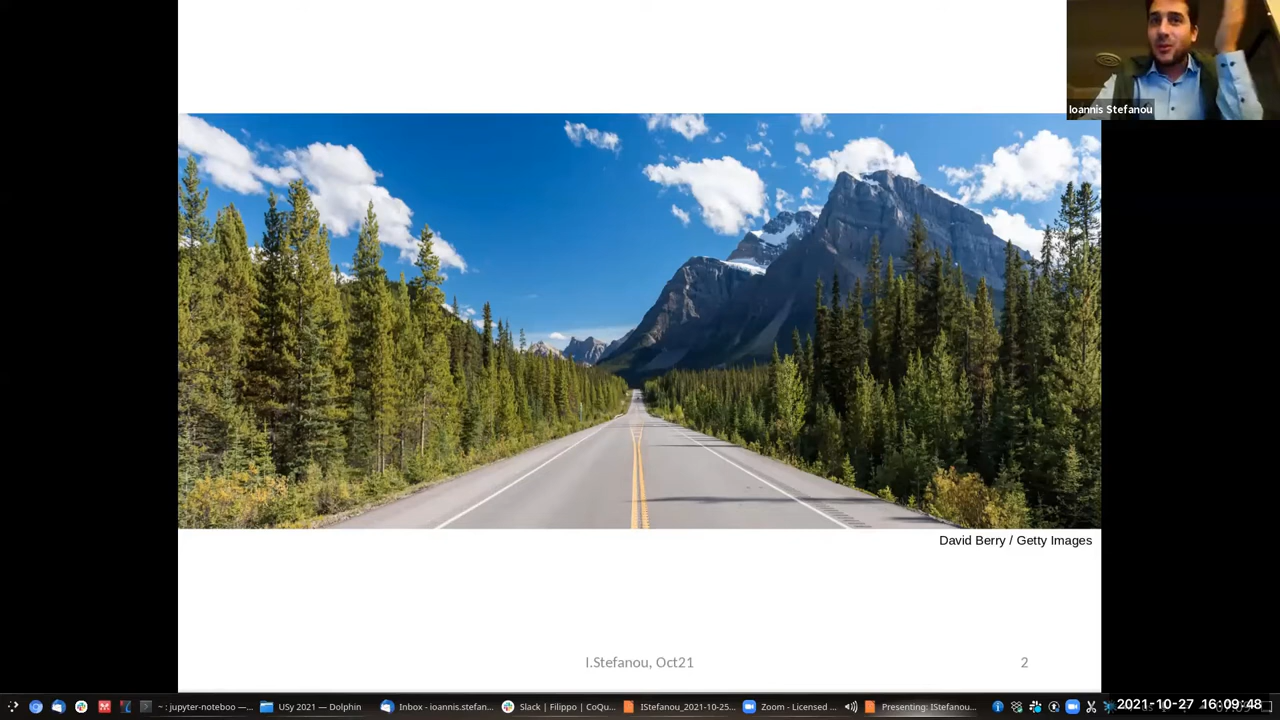 Ioannis Stefanou
David Berry / Getty Images
I.Stefanou, Oct21
2
~ : jupyter-noteboo —...
USy 2021 — Dolphin
Inbox - ioannis.stefan...
Slack | Filippo | CoQu...
IStefanou_2021-10-25...
Zoom - Licensed ...
Presenting: IStefanou...
2021-10-27 16:09:48